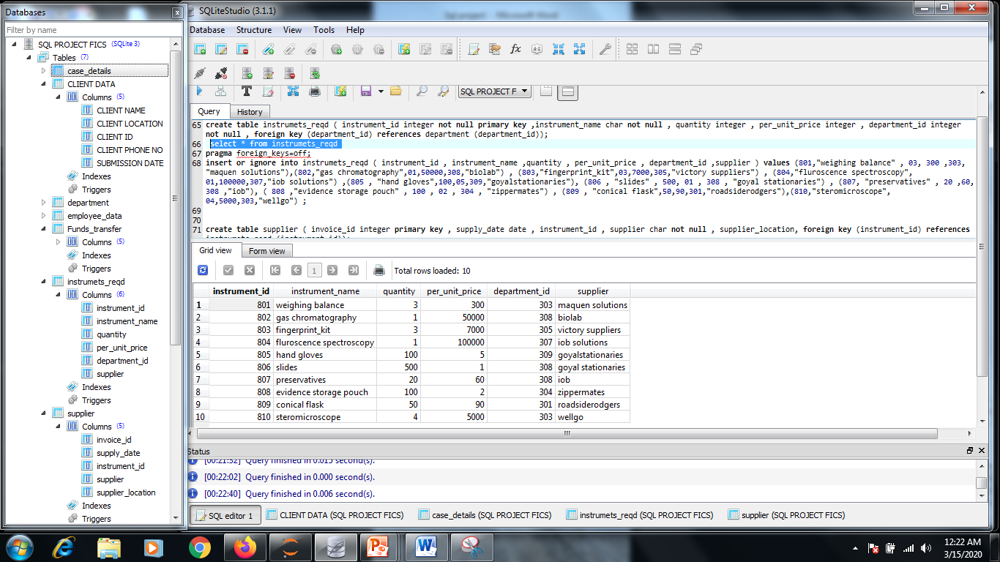 Databases
Filter by name
SQL PROJECT FICS (SQLite 3)
Tables (7)
case_details
CLIENT DATA
Columns (5)
CLIENT NAME
CLIENT LOCATION
CLIENT ID
CLIENT PHONE NO
SUBMISSION DATE
Indexes
Triggers
department
employee_data
Funds_transfer
Columns (5)
Indexes
Triggers
instrumets_reqd
Columns (6)
instrument_id
instrument_name
quantity
per_unit_price
department_id
supplier
Indexes
Triggers
supplier
Columns (5)
invoice_id
supply_date
instrument_id
supplier
supplier_location
Indexes
Triggers
SQLiteStudio (3.1.1)
Database Structure View Tools Help
SQL PROJECT F
Query History
65 create table instrumets_reqd ( instrument_id integer not null primary key ,instrument_name char not null , quantity integer , per_unit_price integer , department_id integer
not null , foreign key (department_id) references department (department_id));
66 select * from instrumets_reqd
67 pragma foreign_keys=off;
68 insert or ignore into instrumets_reqd ( instrument_id , instrument_name ,quantity , per_unit_price , department_id ,supplier ) values (801,"weighing balance" , 03, 300 ,303,
"maquen solutions"),(802,"gas chromatography",01,50000,308,"biolab") , (803,"fingerprint_kit",03,7000,305,"victory suppliers") , (804,"fluroscence spectroscopy",
01,100000,307,"iob solutions") ,(805 , "hand gloves",100,05,309,"goyalstationaries"), (806 , "slides" , 500, 01 , 308 , "goyal stationaries") , (807, "preservatives" , 20 ,60,
308 ,"iob"), ( 808 ,"evidence storage pouch" , 100 , 02 , 304 , "zippermates") , (809 , "conical flask",50,90,301,"roadsiderodgers"),(810,"steromicroscope",
04,5000,303,"wellgo") ;
69
70
71 create table supplier ( invoice_id integer primary key , supply_date date , instrument_id , supplier char not null , supplier_location, foreign key (instrument_id) references
instrumets_reqd (instrument_id));
Grid view Form view
1 Total rows loaded: 10
instrument_id instrument_name quantity per_unit_price department_id supplier
1 801 weighing balance 3 300 303 maquen solutions
2 802 gas chromatography 1 50000 308 biolab
3 803 fingerprint_kit 3 7000 305 victory suppliers
4 804 fluroscence spectroscopy 1 100000 307 iob solutions
5 805 hand gloves 100 5 309 goyalstationaries
6 806 slides 500 1 308 goyal stationaries
7 807 preservatives 20 60 308 iob
8 808 evidence storage pouch 100 2 304 zippermates
9 809 conical flask 50 90 301 roadsiderodgers
10 810 steromicroscope 4 5000 303 wellgo
Status
[00:21:52] Query finished in 0.015 second(s).
[00:22:02] Query finished in 0.000 second(s).
[00:22:40] Query finished in 0.006 second(s).
SQL editor 1 CLIENT DATA (SQL PROJECT FICS) case_details (SQL PROJECT FICS) instrumets_reqd (SQL PROJECT FICS) supplier (SQL PROJECT FICS)
12:22 AM
3/15/2020